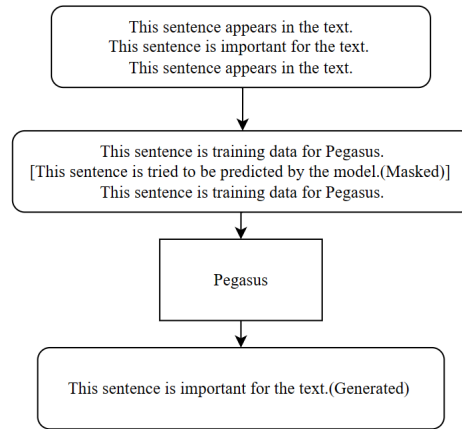 This sentence appears in the text.
This sentence is important for the text.
This sentence appears in the text.
This sentence is training data for Pegasus.
[This sentence is tried to be predicted by the model.(Masked)]
This sentence is training data for Pegasus.
Pegasus
This sentence is important for the text.(Generated)